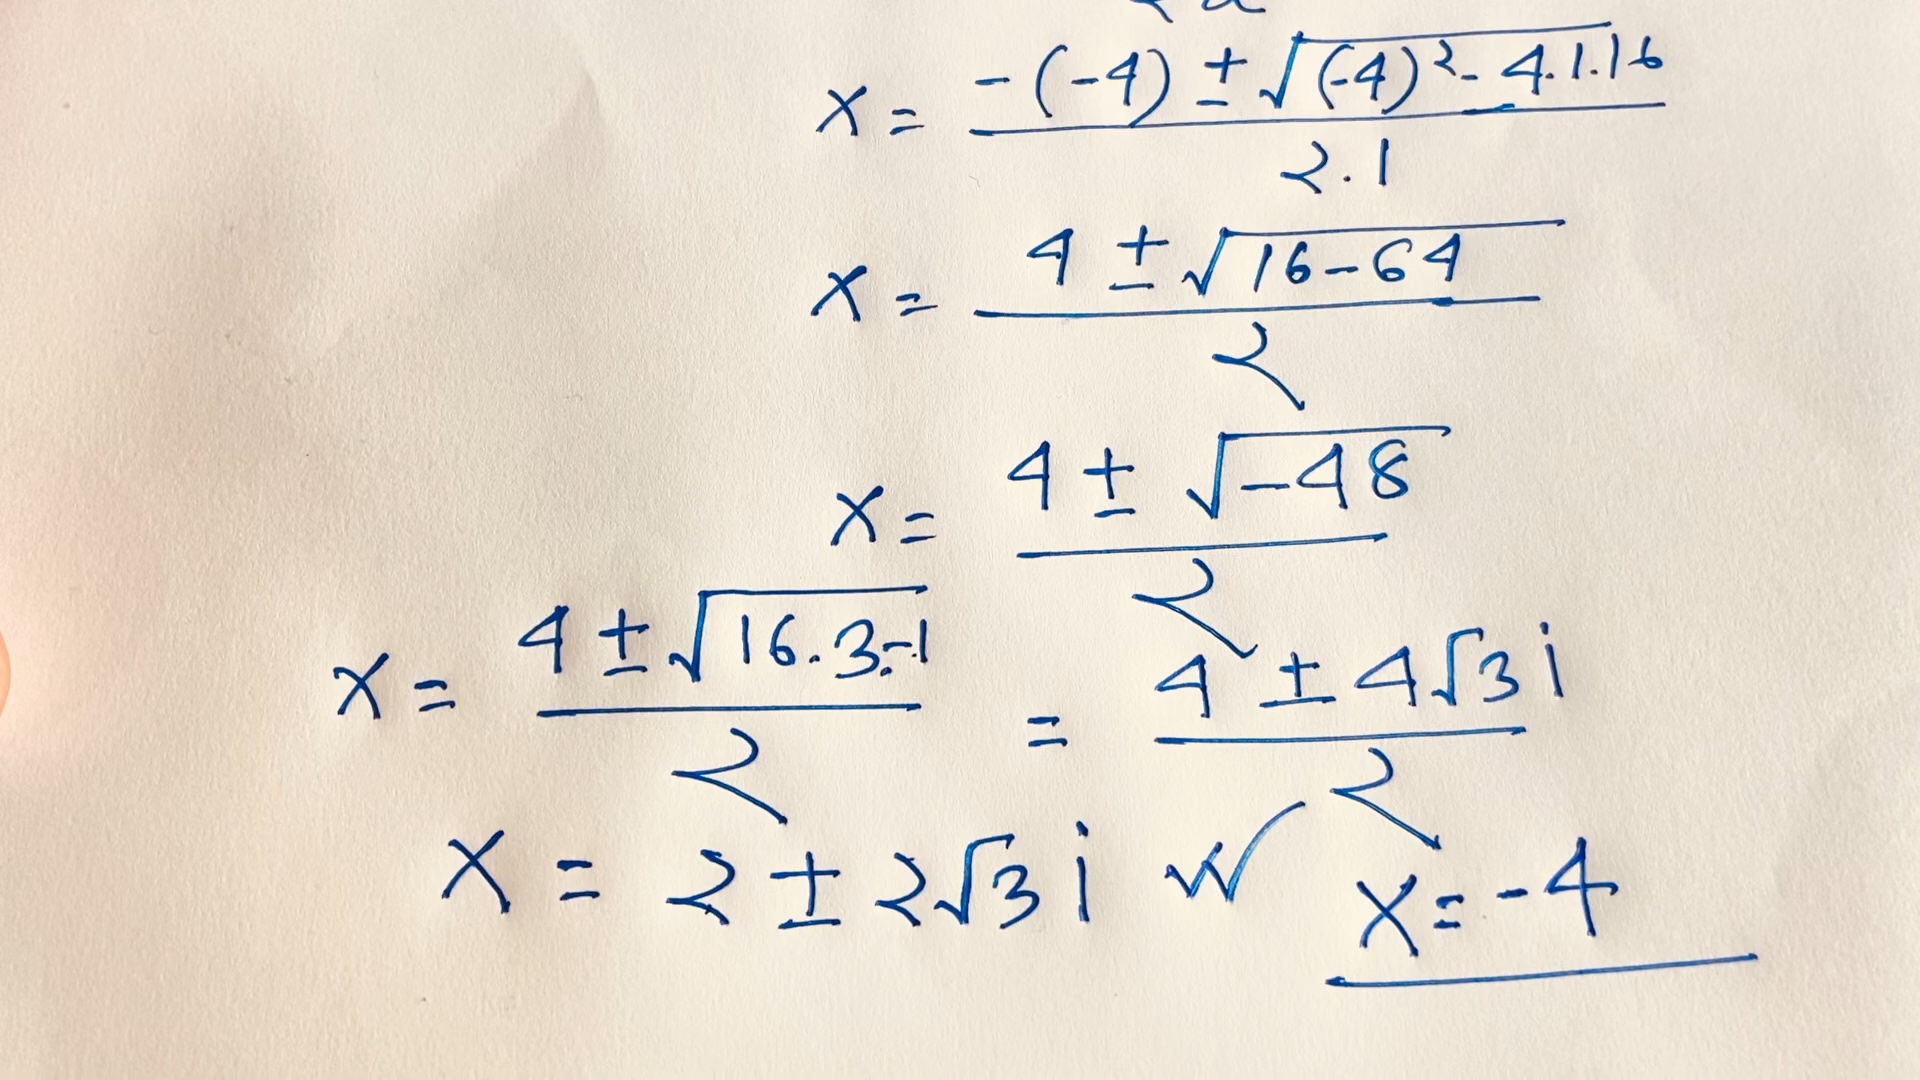 2a
x = -(-4) ± √(-4)² - 4.1.16 / 2.1
x = 4 ± √16-64 / 2
x = 4 ± √-48 / 2
x = 4 ± √16.3.-1 / 2 = 4 ± 4√3 i / 2
x = 2 ± 2√3 i
x = -4